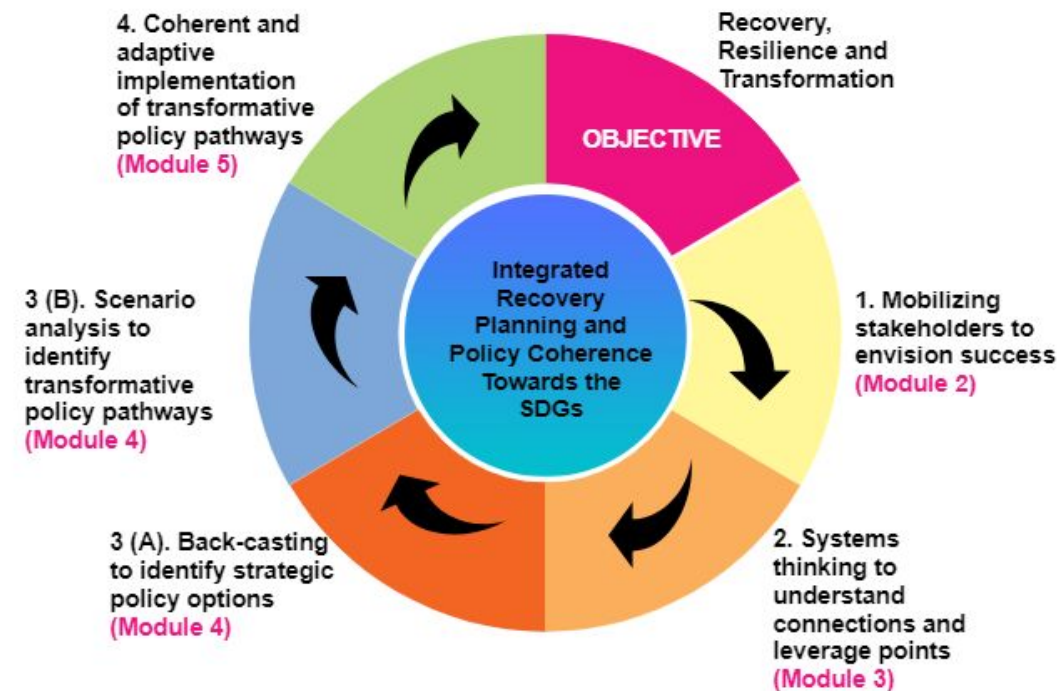 Recovery,
Resilience and
Transformation
OBJECTIVE
1. Mobilizing
stakeholders to
envision success
(Module 2)
2. Systems
thinking to
understand
connections and
leverage points
(Module 3)
3 (A). Back-casting
to identify strategic
policy options
(Module 4)
3 (B). Scenario
analysis to
identify
transformative
policy pathways
(Module 4)
4. Coherent and
adaptive
implementation
of transformative
policy pathways
(Module 5)
Integrated
Recovery
Planning and
Policy Coherence
Towards the
SDGs